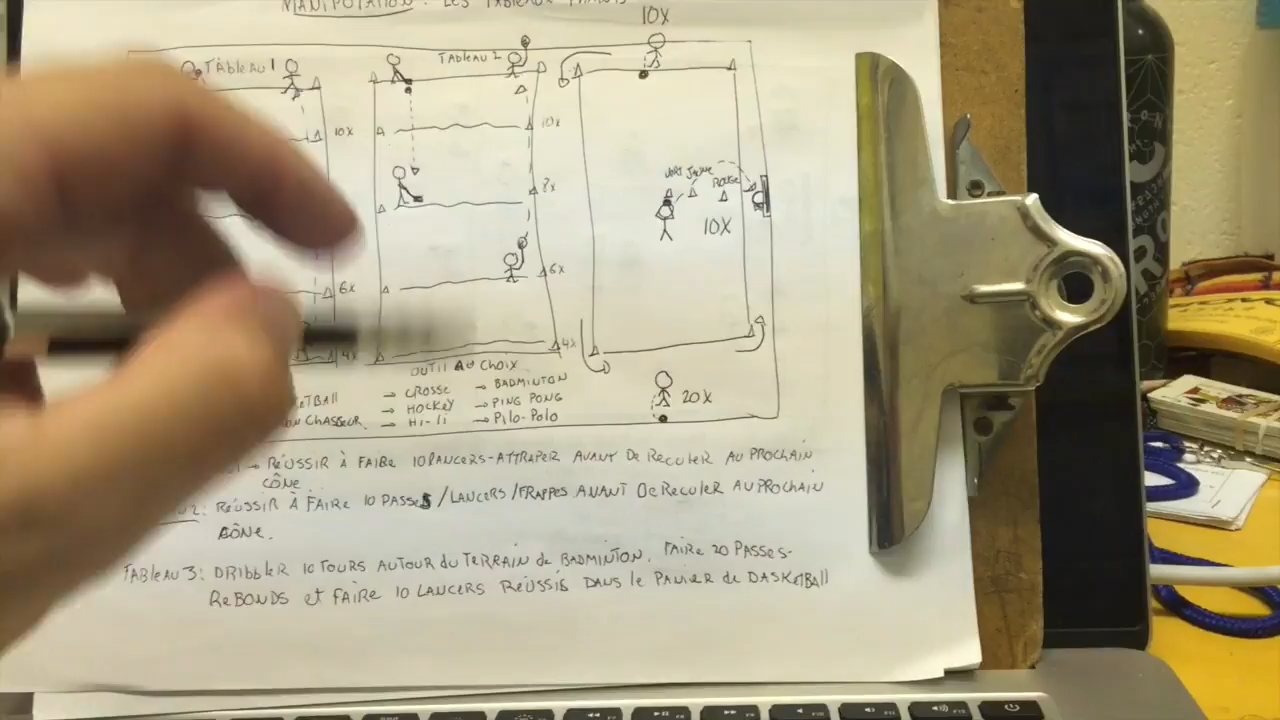 MANIPULATION : LES TABLEAUX
TABLEAU 1
TABLEAU 2
10X
10X
10X
8X
6X
6X
4X
4X
VERT JAUNE ROUGE
10X
20X
OUTIL AU CHOIX
→ CROSSE → BADMINTON
→ HOCKEY → PING PONG
CHASSEUR → Hi-li → Pilo-Polo
RÉUSSIR À FAIRE 10 LANCERS-ATTRAPER AVANT DE RECULER AU PROCHAIN
CÔNE.
2: RÉUSSIR À FAIRE 10 PASSES/LANCERS/FRAPPES AVANT DE RECULER AU PROCHAIN
CÔNE.
TABLEAU 3: DRIBBLER 10 TOURS AUTOUR DU TERRAIN de BADMINTON. FAIRE 20 PASSES-
REBONDS et FAIRE 10 LANCERS RÉUSSIS DANS le PANIER de BASKETBALL